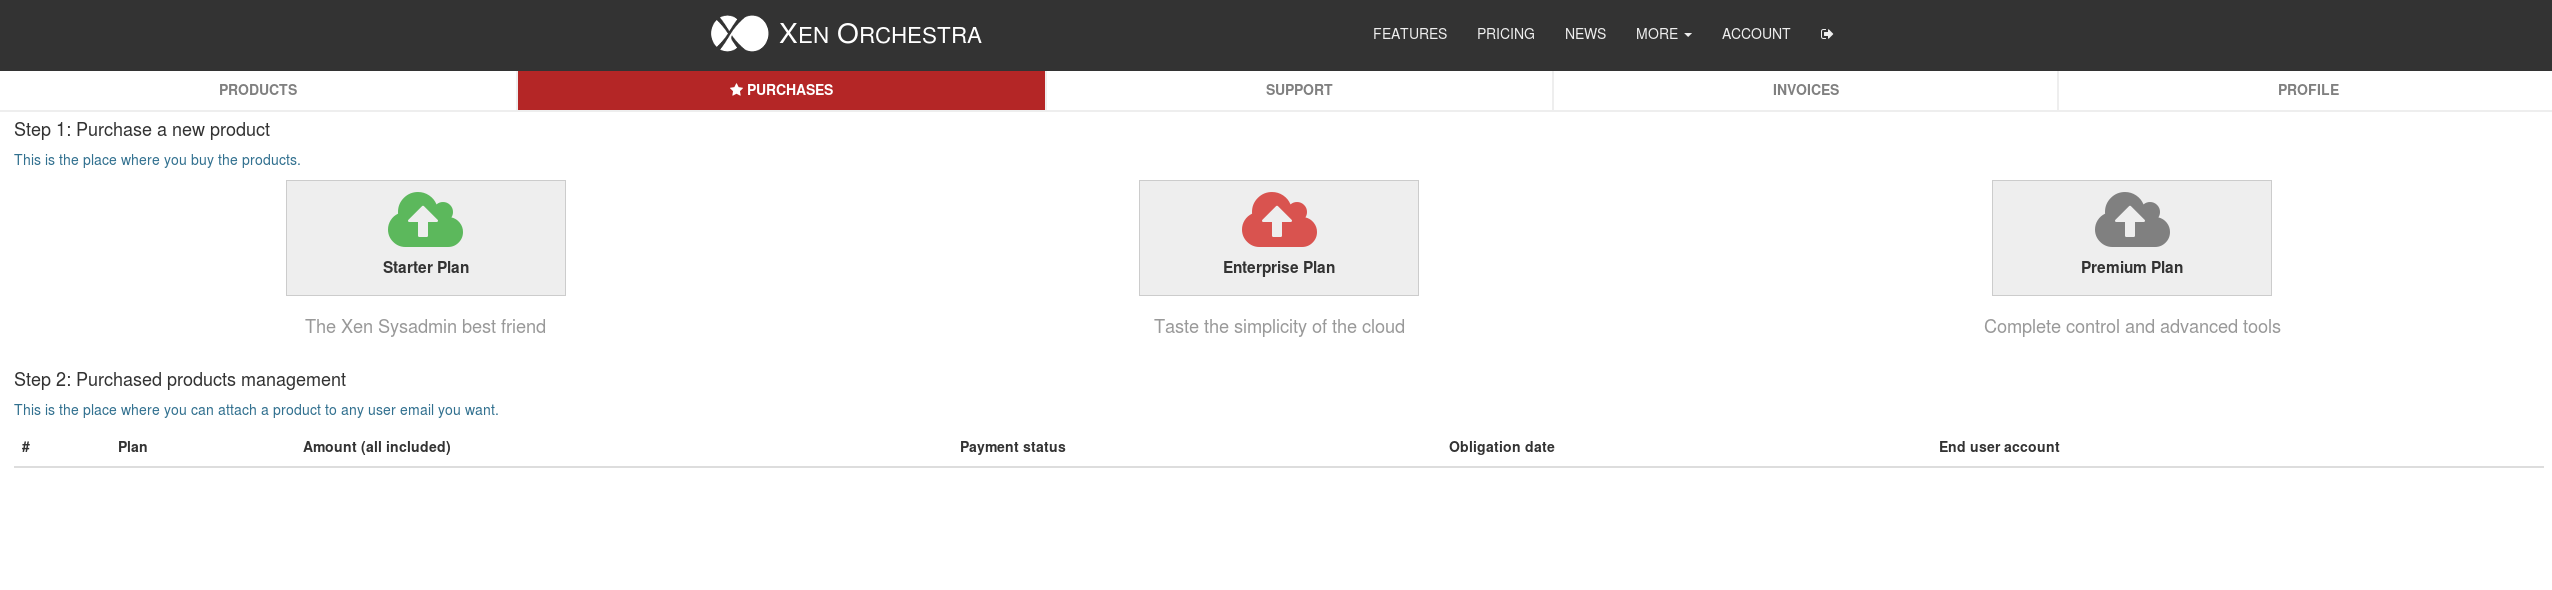 XEN ORCHESTRA
FEATURES PRICING NEWS MORE ACCOUNT
PRODUCTS PURCHASES SUPPORT INVOICES PROFILE
Step 1: Purchase a new product
This is the place where you buy the products.
Starter Plan Enterprise Plan Premium Plan
The Xen Sysadmin best friend Taste the simplicity of the cloud Complete control and advanced tools
Step 2: Purchased products management
This is the place where you can attach a product to any user email you want.
# Plan Amount (all included) Payment status Obligation date End user account